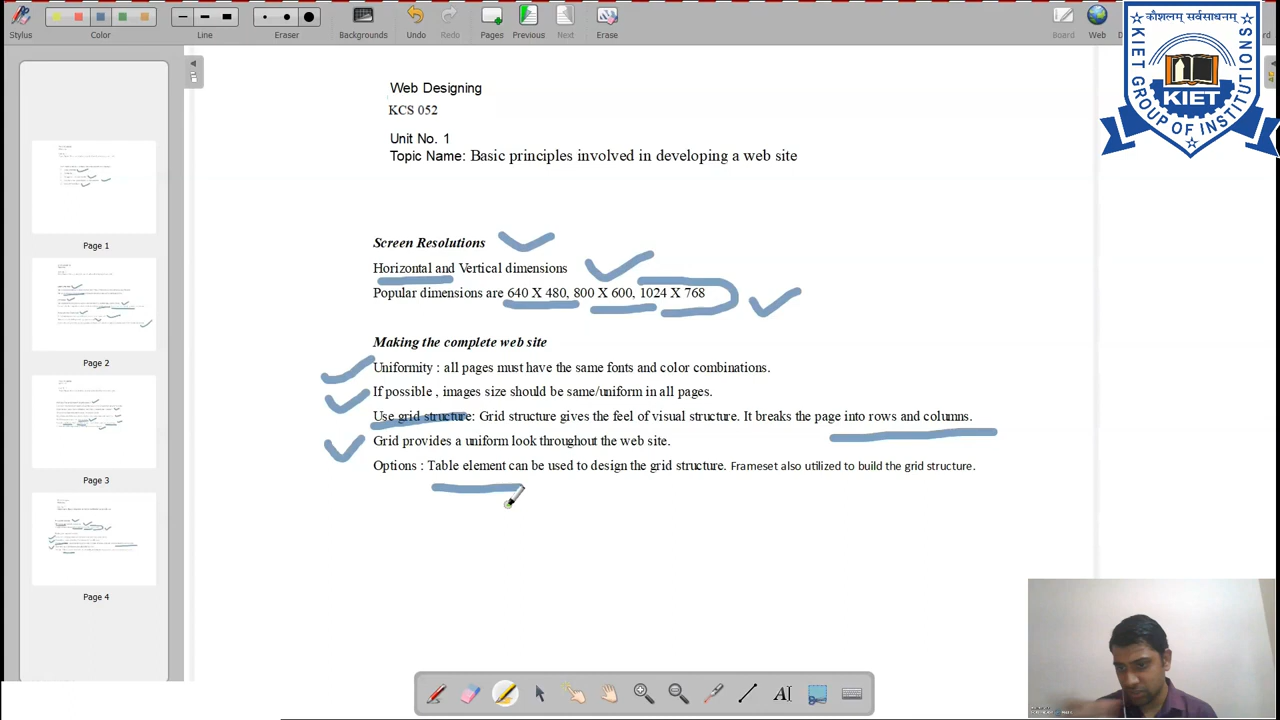 Stylus
Color
Line
Eraser
Backgrounds
Undo
Redo
Pages
Previous
Next
Erase
Board
Web
कौशलम् सर्वसाधनम्
KIET GROUP OF INSTITUTIONS
KIET
Web Designing
KCS 052
Unit No. 1
Topic Name: Basic principles involved in developing a web site
Screen Resolutions
Horizontal and Vertical dimensions
Popular dimensions are 640 X 480, 800 X 600, 1024 X 768
Making the complete web site
Uniformity : all pages must have the same fonts and color combinations.
If possible , images size should be same/uniform in all pages.
Use grid structure: Grid structure gives the feel of visual structure. It breaks the page into rows and columns.
Grid provides a uniform look throughout the web site.
Options : Table element can be used to design the grid structure. Frameset also utilized to build the grid structure.
Page 1
Page 2
Page 3
Page 4